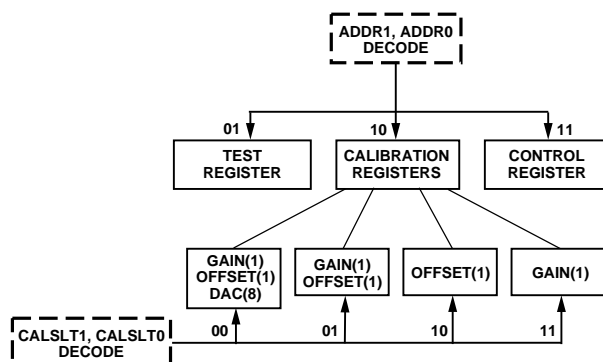 ADDR1, ADDR0
DECODE
01
10
11
TEST
REGISTER
CALIBRATION
REGISTERS
CONTROL
REGISTER
GAIN(1)
OFFSET(1)
DAC(8)
GAIN(1)
OFFSET(1)
OFFSET(1)
GAIN(1)
CALSLT1, CALSLT0
DECODE
00
01
10
11